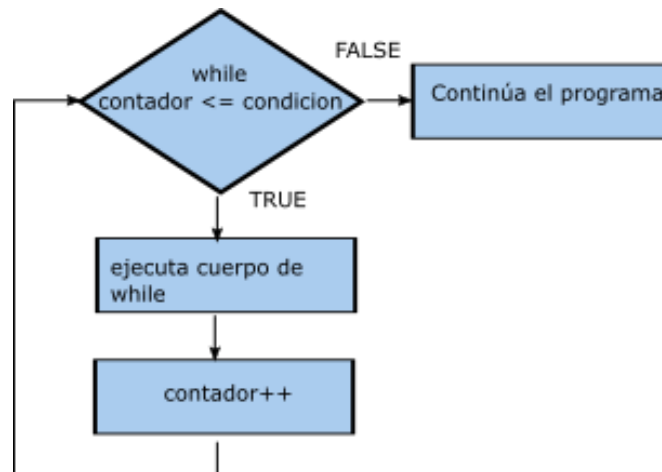 while
contador <= condicion
FALSE
Continúa el programa
TRUE
ejecuta cuerpo de
while
contador++